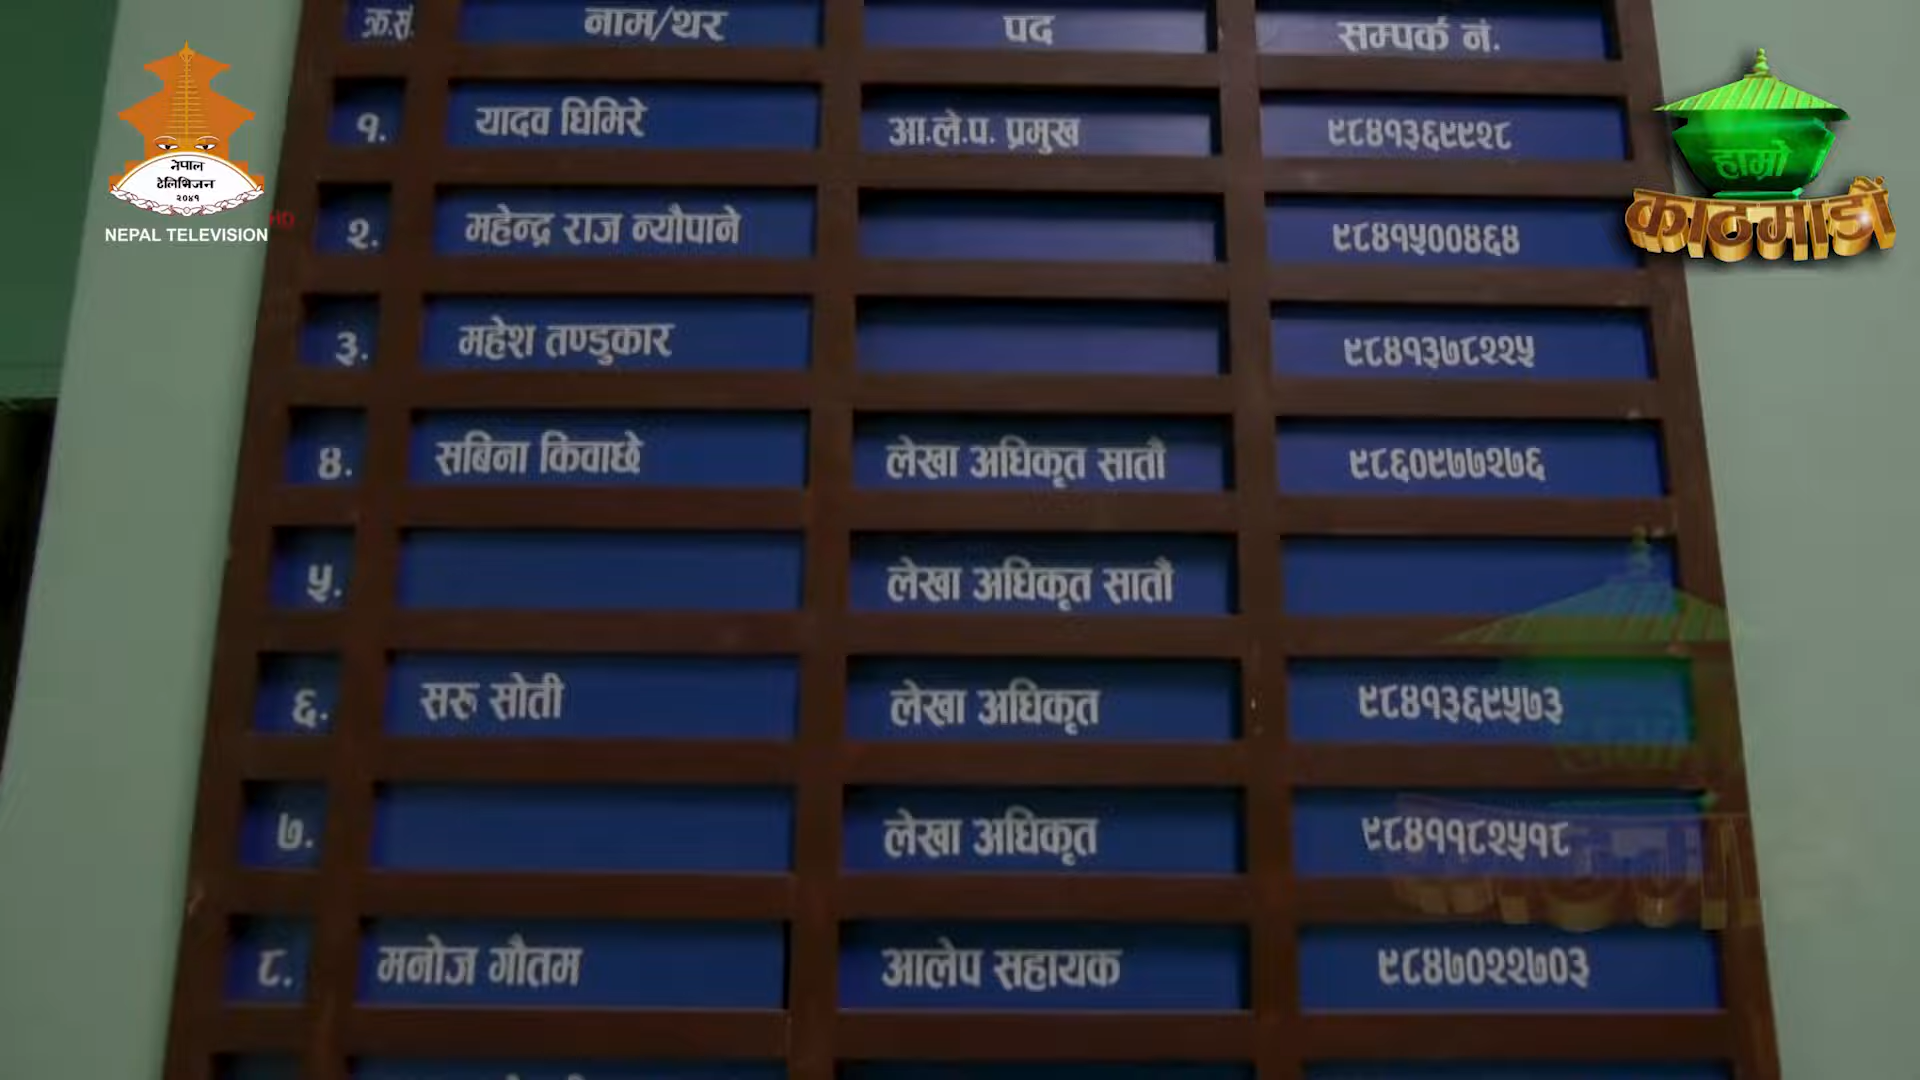 क्र.सं. नाम/थर पद सम्पर्क नं.
१. यादव घिमिरे आ.ले.प. प्रमुख ९८४१३६९९२८
२. महेन्द्र राज न्यौपाने ९८४१५००४६४
३. महेश तण्डुकार ९८४१३७८२२५
४. सबिना किवाछे लेखा अधिकृत सातौ ९८६०९७७२७६
५. लेखा अधिकृत सातौ
६. सरु सोती लेखा अधिकृत ९८४१३६९५७३
७. लेखा अधिकृत ९८४११८२५१८
८. मनोज गौतम आलेप सहायक ९८४७०२२७०३
नेपाल
टेलिभिजन
२०४१
NEPAL TELEVISION HD
हाम्रो
काठमाडौं